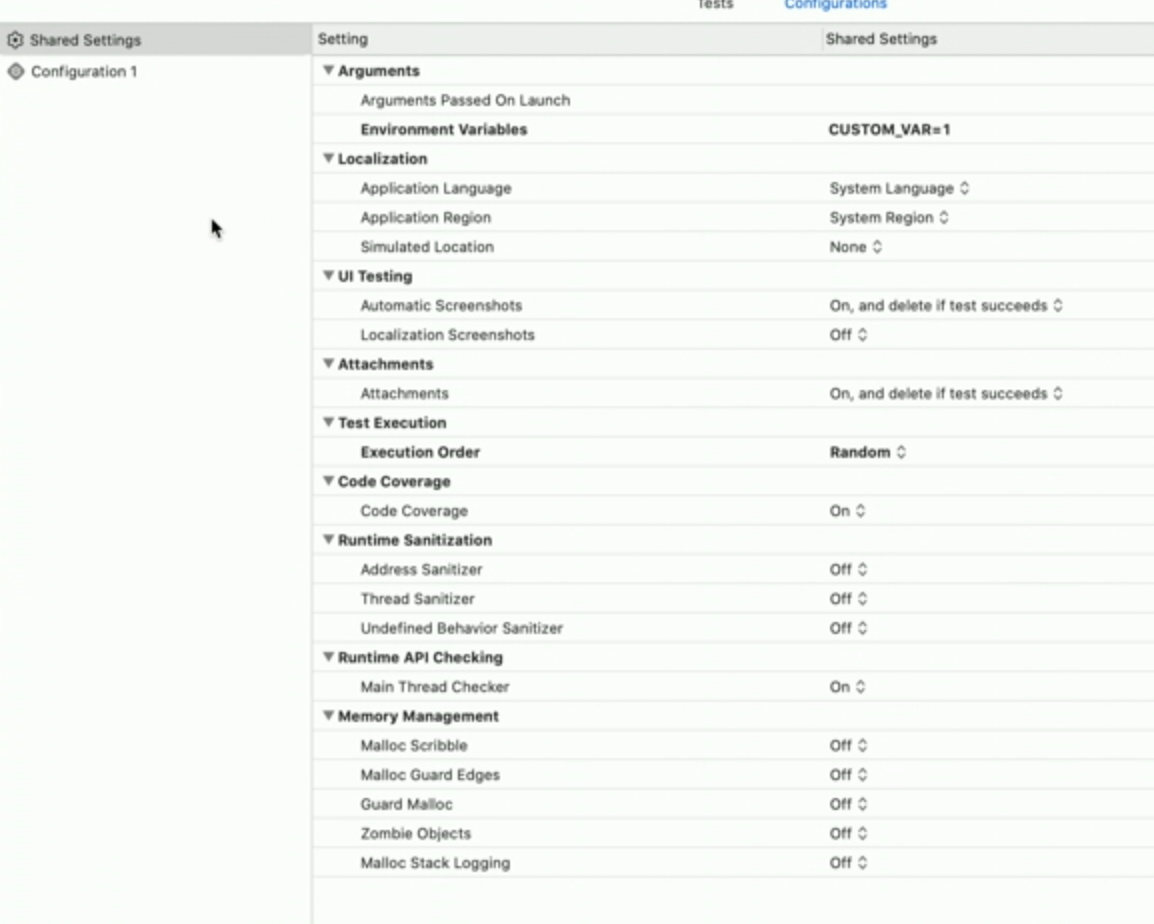 Tests Configurations
Shared Settings
Configuration 1
Setting Shared Settings
Arguments
Arguments Passed On Launch
Environment Variables CUSTOM_VAR=1
Localization
Application Language System Language
Application Region System Region
Simulated Location None
UI Testing
Automatic Screenshots On, and delete if test succeeds
Localization Screenshots Off
Attachments
Attachments On, and delete if test succeeds
Test Execution
Execution Order Random
Code Coverage
Code Coverage On
Runtime Sanitization
Address Sanitizer Off
Thread Sanitizer Off
Undefined Behavior Sanitizer Off
Runtime API Checking
Main Thread Checker On
Memory Management
Malloc Scribble Off
Malloc Guard Edges Off
Guard Malloc Off
Zombie Objects Off
Malloc Stack Logging Off